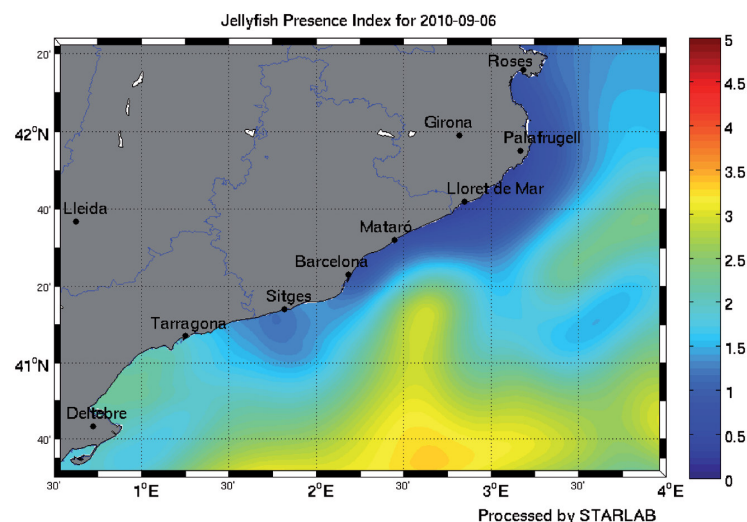 Jellyfish Presence Index for 2010-09-06
20'
42°N
40'
20'
41°N
40'
30'
1°E
30'
2°E
30'
3°E
30'
4°E
Roses
Girona
Palafrugell
Lloret de Mar
Lleida
Mataró
Barcelona
Sitges
Tarragona
Deltebre
5
4.5
4
3.5
3
2.5
2
1.5
1
0.5
0
Processed by STARLAB